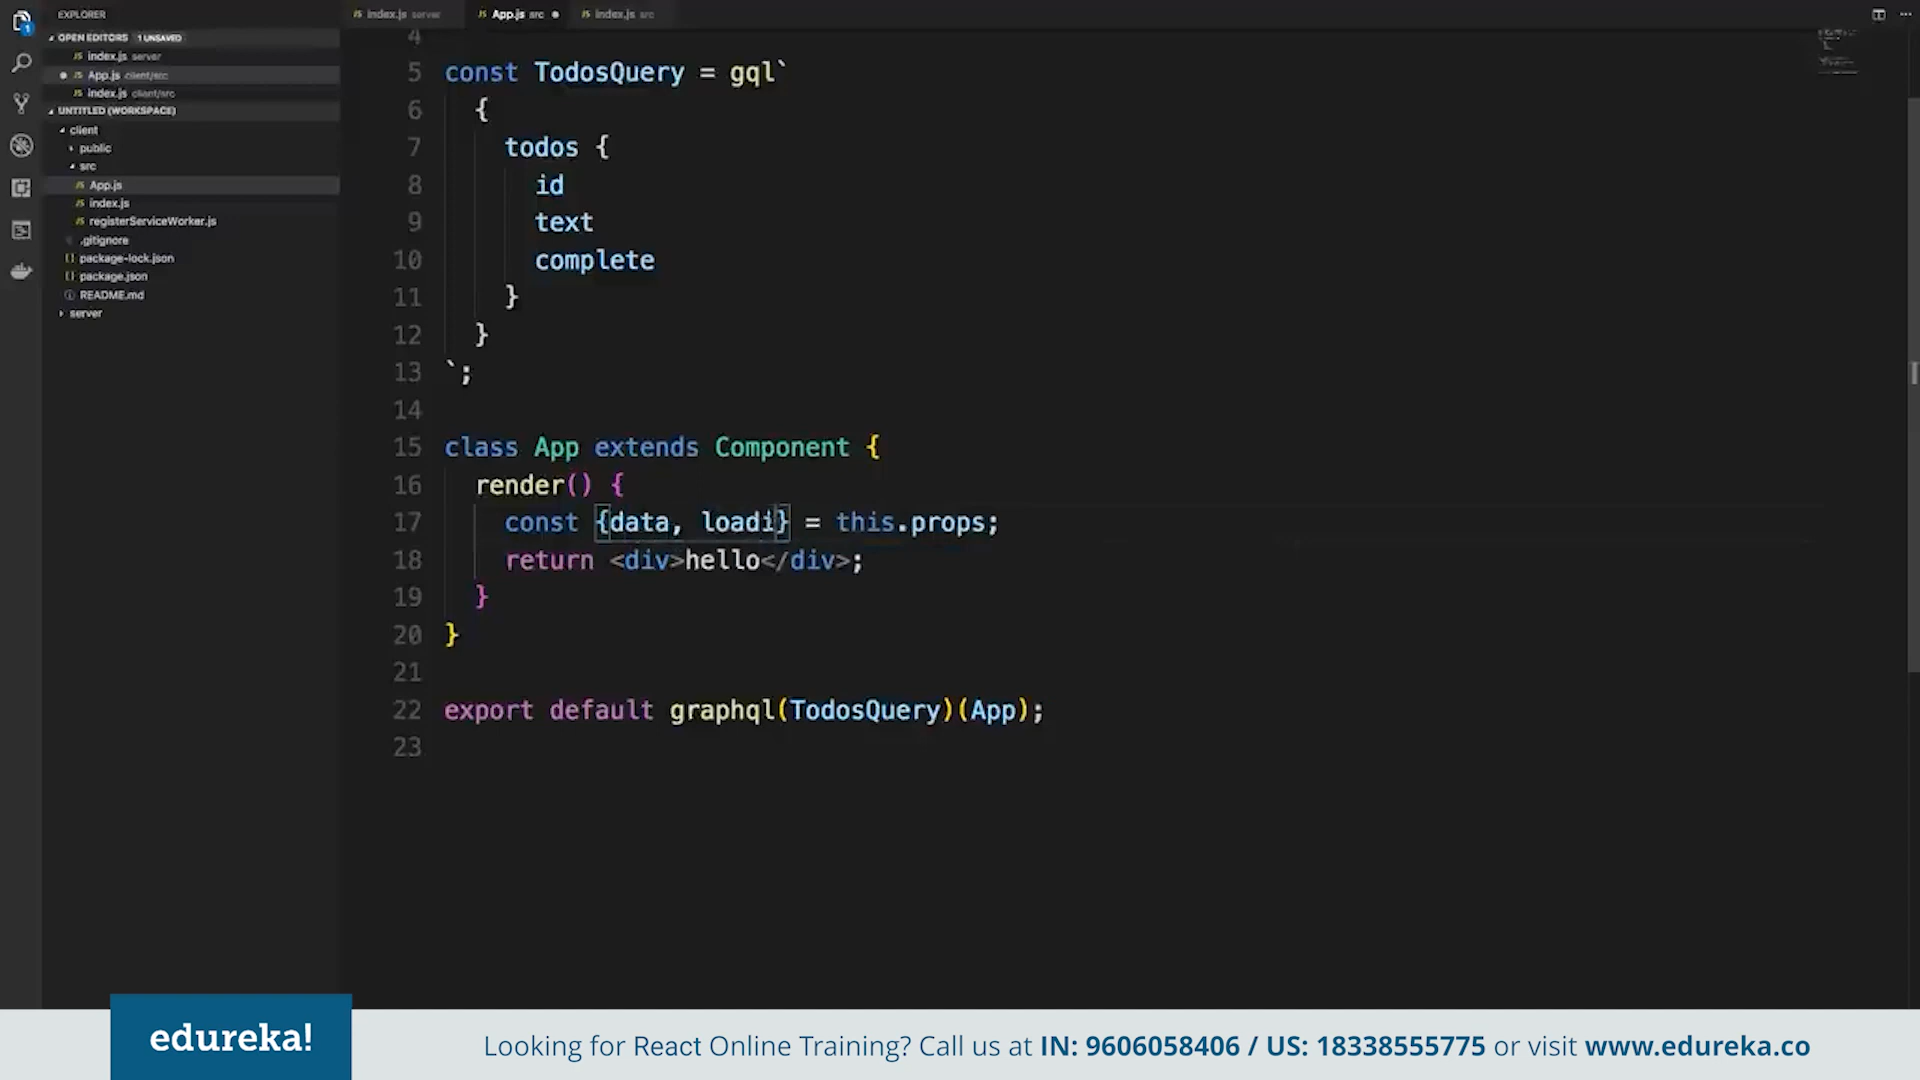 EXPLORER
OPEN EDITORS 1 UNSAVED
index.js server
App.js client/src
index.js client/src
UNTITLED (WORKSPACE)
client
public
src
App.js
index.js
registerServiceWorker.js
.gitignore
package-lock.json
package.json
README.md
server
index.js server
App.js src
index.js src
4
5 const TodosQuery = gql`
6 {
7 todos {
8 id
9 text
10 complete
11 }
12 }
13 `;
14
15 class App extends Component {
16 render() {
17 const {data, loadi} = this.props;
18 return <div>hello</div>;
19 }
20 }
21
22 export default graphql(TodosQuery)(App);
23
edureka!
Looking for React Online Training? Call us at IN: 9606058406 / US: 18338555775 or visit www.edureka.co